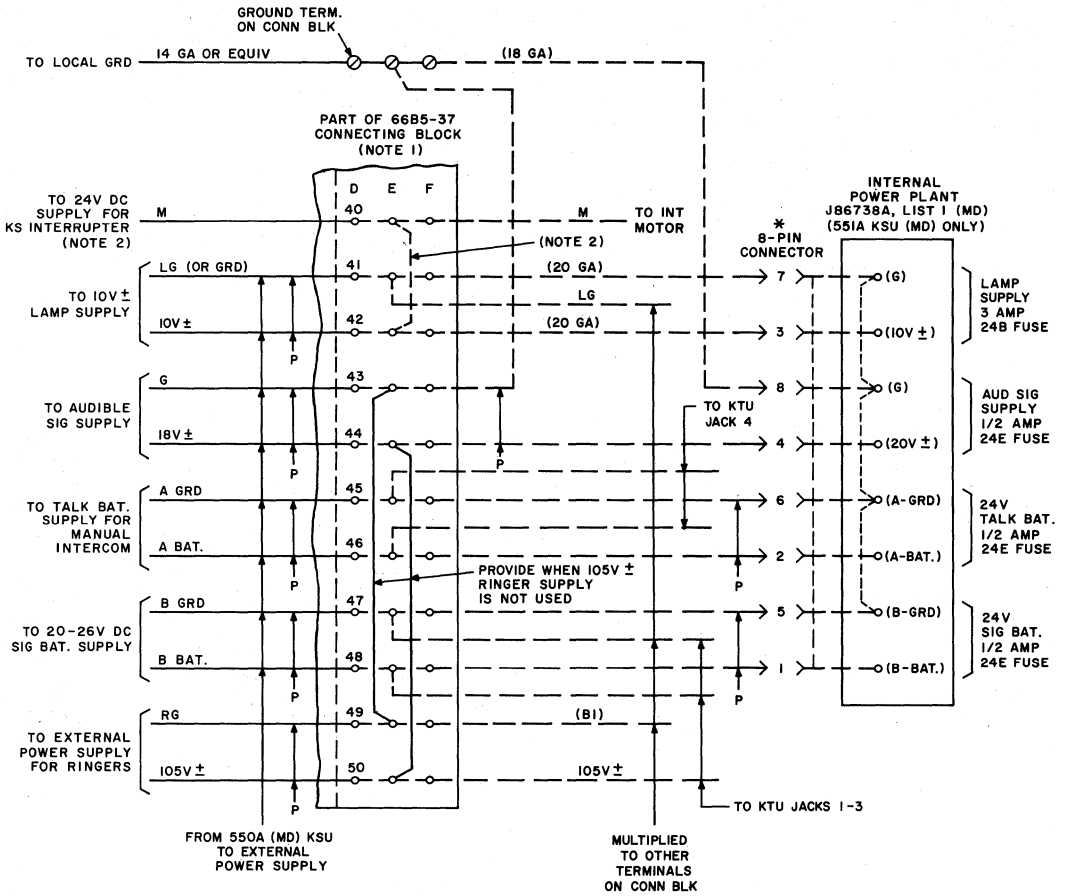 GROUND TERM.
ON CONN BLK
TO LOCAL GRD
14 GA OR EQUIV
(18 GA)
PART OF 66B5-37
CONNECTING BLOCK
(NOTE 1)
D E F
INTERNAL
POWER PLANT
J86738A, LIST 1 (MD)
(551A KSU (MD) ONLY)
*
8-PIN
CONNECTOR
TO 24V DC
SUPPLY FOR
KS INTERRUPTER
(NOTE 2)
M
40
M
TO INT
MOTOR
(NOTE 2)
TO 10V ±
LAMP SUPPLY
LG (OR GRD)
41
(20 GA)
7
(G)
LG
10V ±
42
(20 GA)
3
(10V ±)
P
LAMP
SUPPLY
3 AMP
24B FUSE
TO AUDIBLE
SIG SUPPLY
G
43
8
(G)
TO KTU
JACK 4
18V ±
44
4
(20V ±)
P
P
AUD SIG
SUPPLY
1/2 AMP
24E FUSE
TO TALK BAT.
SUPPLY FOR
MANUAL
INTERCOM
A GRD
45
6
(A-GRD)
A BAT.
46
2
(A-BAT.)
P
P
24V
TALK BAT.
1/2 AMP
24E FUSE
PROVIDE WHEN 105V ±
RINGER SUPPLY
IS NOT USED
TO 20-26V DC
SIG BAT. SUPPLY
B GRD
47
5
(B-GRD)
B BAT.
48
1
(B-BAT.)
P
P
24V
SIG BAT.
1/2 AMP
24E FUSE
TO EXTERNAL
POWER SUPPLY
FOR RINGERS
RG
49
(B1)
105V ±
50
105V ±
P
TO KTU JACKS 1-3
FROM 550A (MD) KSU
TO EXTERNAL
POWER SUPPLY
MULTIPLIED
TO OTHER
TERMINALS
ON CONN BLK